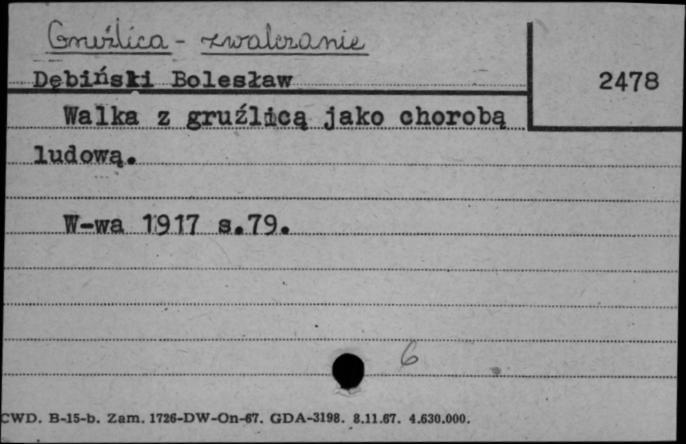 Gruźlica - zwalczanie
Dębiński Bolesław
2478
Walka z gruźlicą jako chorobą
ludową.
W-wa 1917 s.79.
6
CWD. B-15-b. Zam. 1726-DW-On-67. GDA-3198. 8.11.67. 4.630.000.